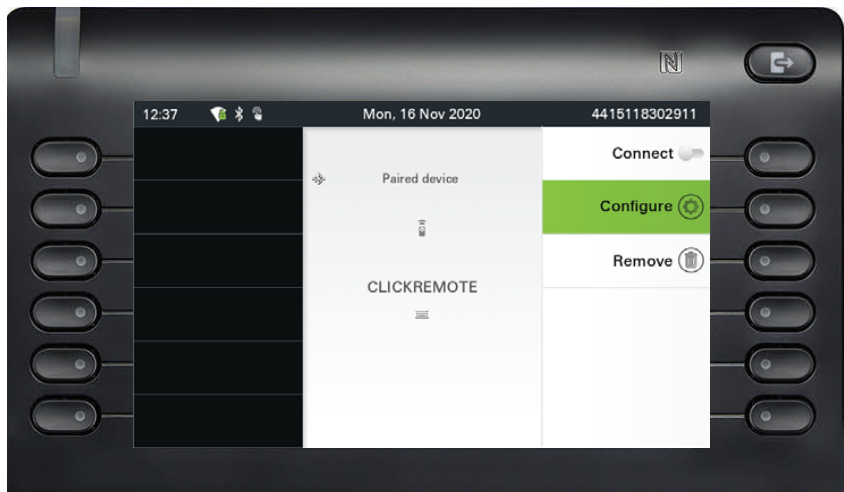 12:37 Mon, 16 Nov 2020 4415118302911
Connect
Paired device
Configure
Remove
CLICKREMOTE